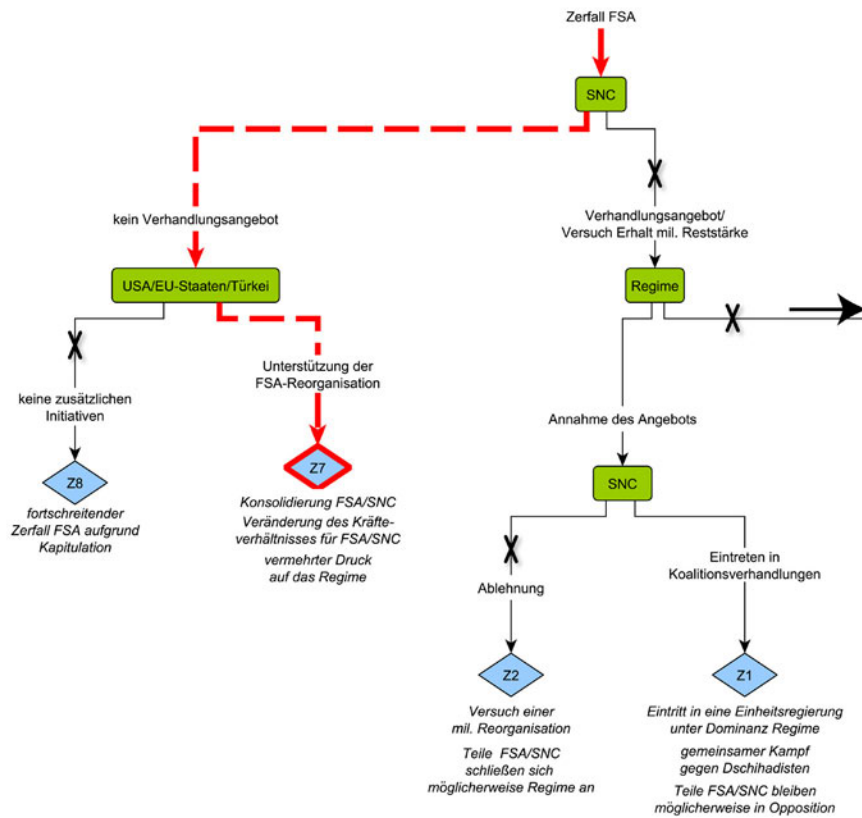 Zerfall FSA
SNC
kein Verhandlungsangebot
Verhandlungsangebot/
Versuch Erhalt mil. Reststärke
USA/EU-Staaten/Türkei
Regime
Unterstützung der
FSA-Reorganisation
keine zusätzlichen
Initiativen
Annahme des Angebots
Z8
fortschreitender
Zerfall FSA aufgrund
Kapitulation
Z7
Konsolidierung FSA/SNC
Veränderung des Kräfte-
verhältnisses für FSA/SNC
vermehrter Druck
auf das Regime
SNC
Ablehnung
Eintreten in
Koalitionsverhandlungen
Z2
Versuch einer
mil. Reorganisation
Teile FSA/SNC
schließen sich
möglicherweise Regime an
Z1
Eintritt in eine Einheitsregierung
unter Dominanz Regime
gemeinsamer Kampf
gegen Dschihadisten
Teile FSA/SNC bleiben
möglicherweise in Opposition